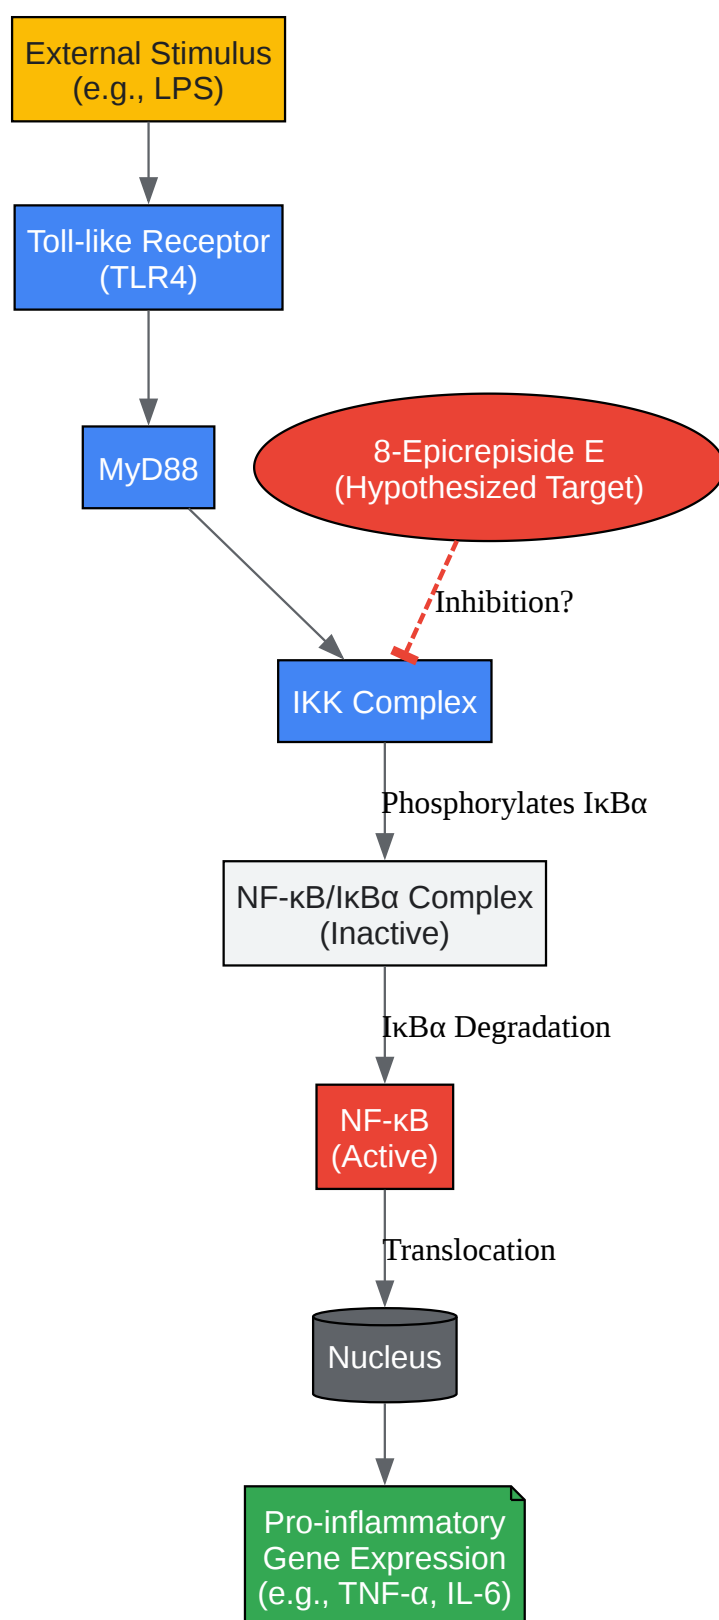 External Stimulus
(e.g., LPS)
Toll-like Receptor
(TLR4)
MyD88
8-Epicrepiside E
(Hypothesized Target)
Inhibition?
IKK Complex
Phosphorylates IκBα
NF-κB/IκBα Complex
(Inactive)
IκBα Degradation
NF-κB
(Active)
Translocation
Nucleus
Pro-inflammatory
Gene Expression
(e.g., TNF-α, IL-6)